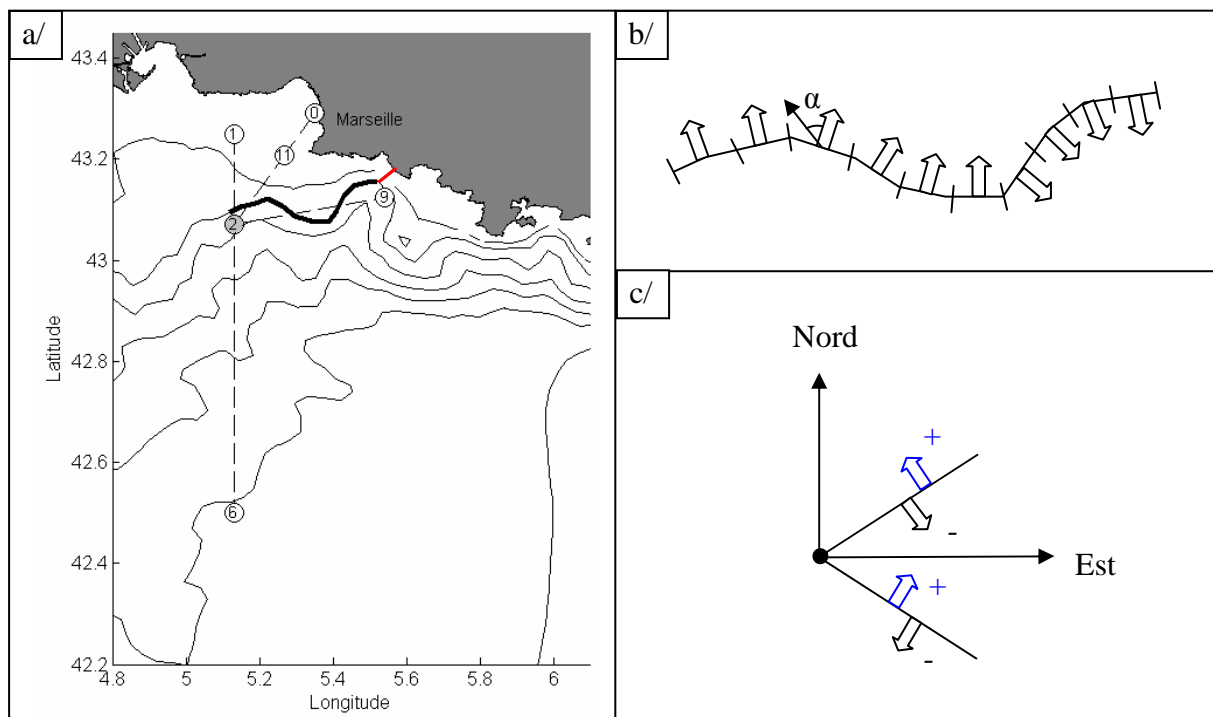 a/
43.4
43.2
43
42.8
42.6
42.4
42.2
Latitude
4.8 5 5.2 5.4 5.6 5.8 6
Longitude
0
Marseille
1
11
9
2
6
b/
α
c/
Nord
+
-
Est
+
-